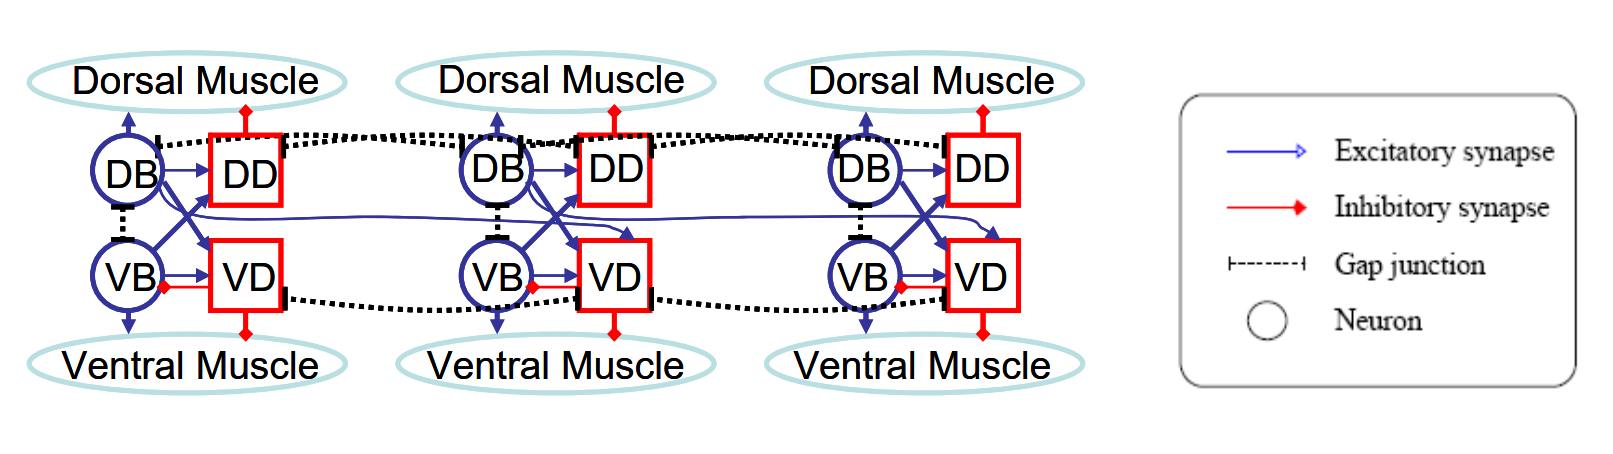 Dorsal Muscle Dorsal Muscle Dorsal Muscle
DB DD DB DD DB DD
VB VD VB VD VB VD
Ventral Muscle Ventral Muscle Ventral Muscle
Excitatory synapse
Inhibitory synapse
Gap junction
Neuron